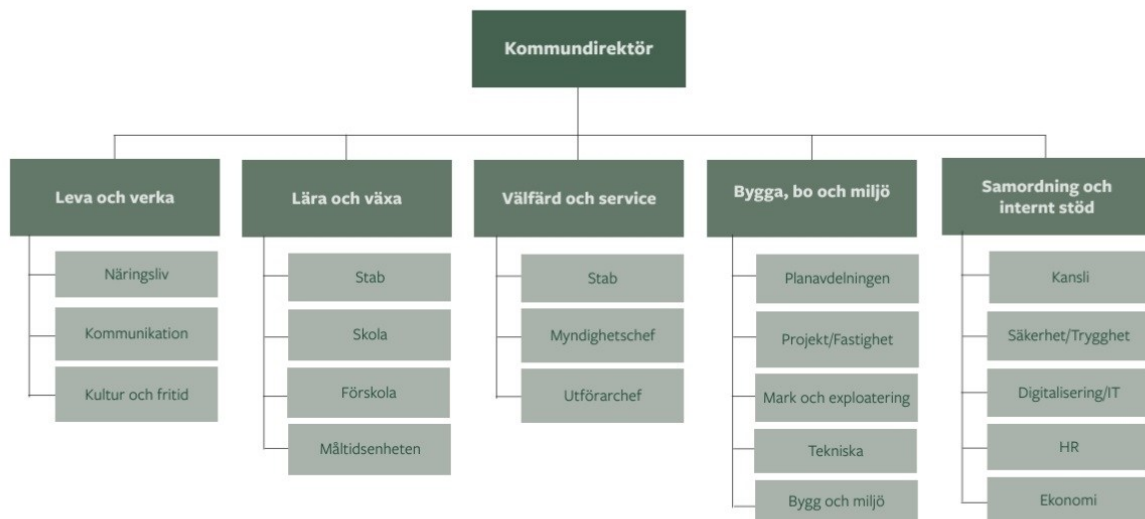 Kommundirektör
Leva och verka
Näringsliv
Kommunikation
Kultur och fritid
Lära och växa
Stab
Skola
Förskola
Måltidsenheten
Välfärd och service
Stab
Myndighetschef
Utförarchef
Bygga, bo och miljö
Planavdelningen
Projekt/Fastighet
Mark och exploatering
Tekniska
Bygg och miljö
Samordning och
internt stöd
Kansli
Säkerhet/Trygghet
Digitalisering/IT
HR
Ekonomi